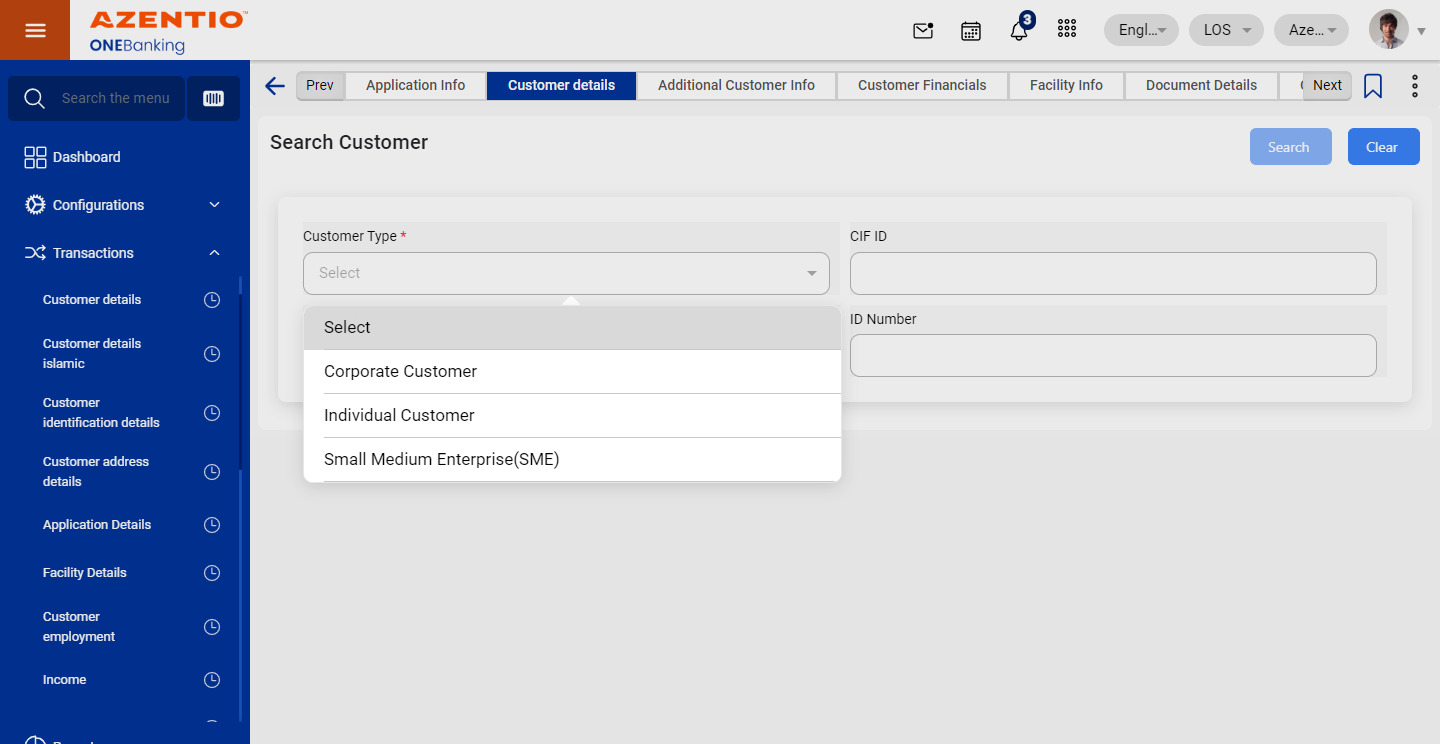 AZENTIO™
ONEBanking
3
Engl...
LOS
Aze...
Search the menu
Prev
Application Info
Customer details
Additional Customer Info
Customer Financials
Facility Info
Document Details
Next
Dashboard
Configurations
Transactions
Customer details
Customer details
islamic
Customer
identification details
Customer address
details
Application Details
Facility Details
Customer
employment
Income
Search Customer
Search
Clear
Customer Type *
Select
CIF ID
ID Number
Select
Corporate Customer
Individual Customer
Small Medium Enterprise(SME)